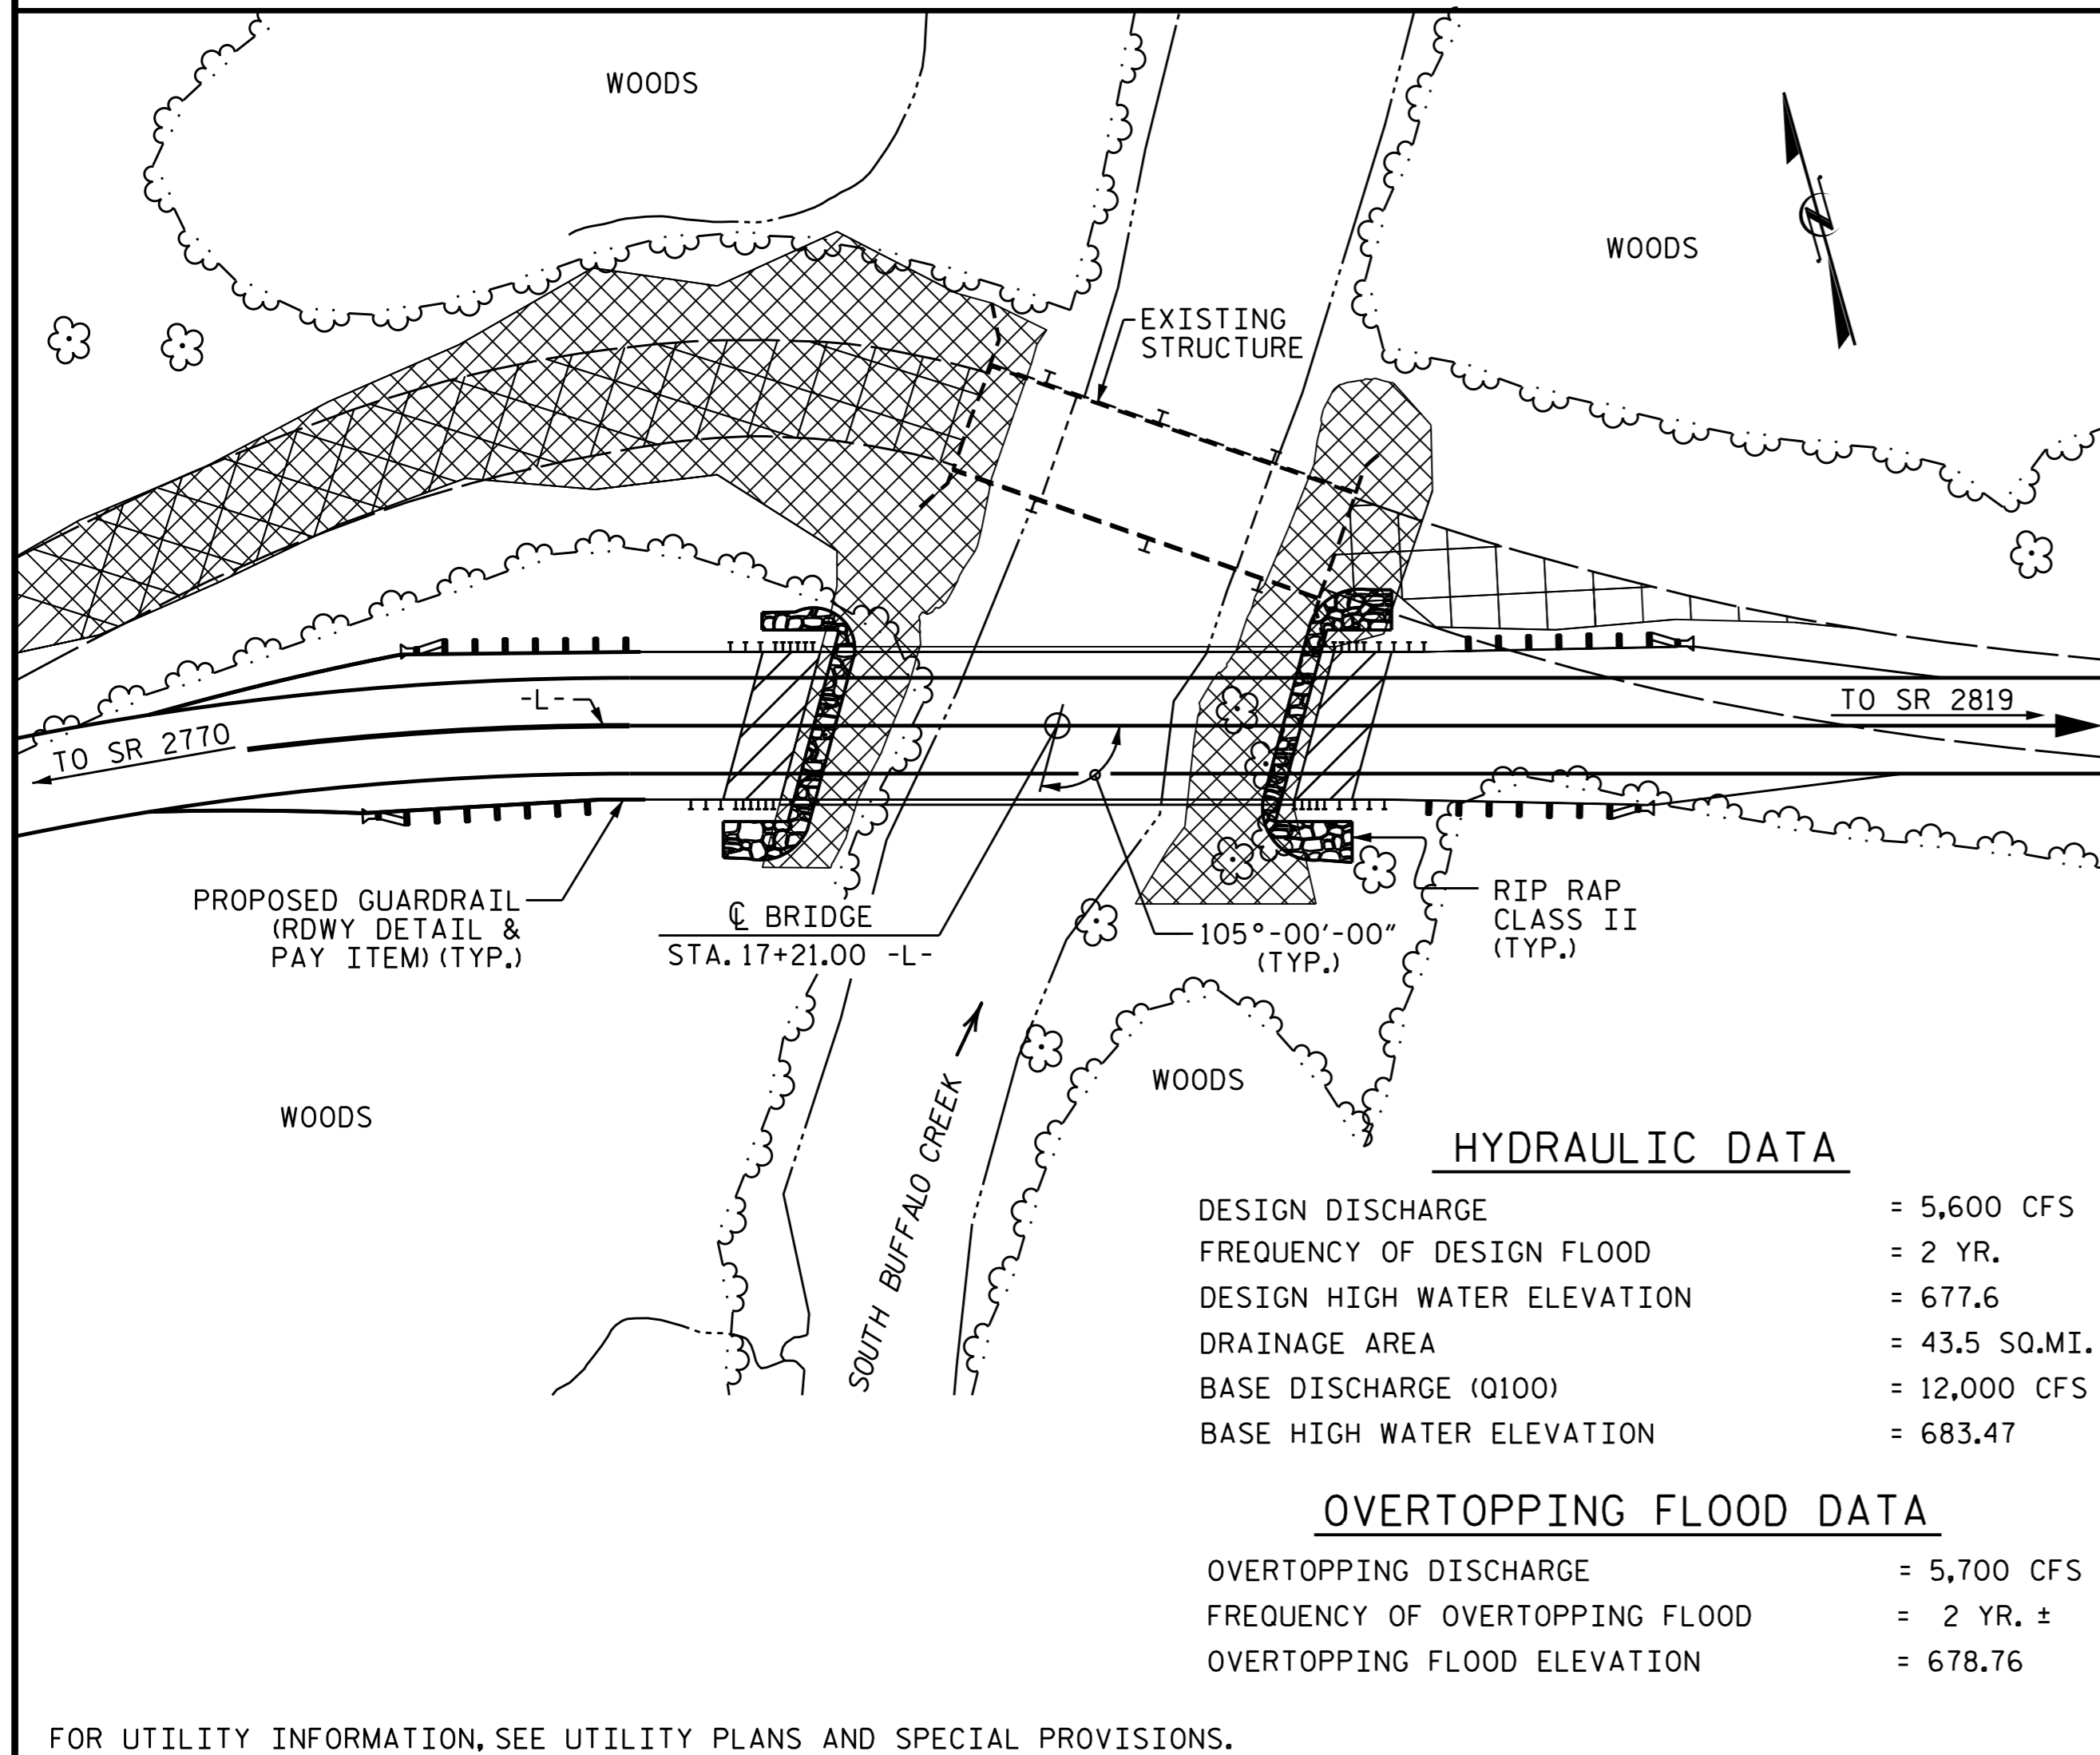 WOODS
WOODS
N
EXISTING
STRUCTURE
-L-
TO SR 2819
TO SR 2770
PROPOSED GUARDRAIL
(RDWY DETAIL &
PAY ITEM) (TYP.)
℄ BRIDGE
STA. 17+21.00 -L-
105°-00'-00"
(TYP.)
RIP RAP
CLASS II
(TYP.)
WOODS
WOODS
SOUTH BUFFALO CREEK
HYDRAULIC DATA
DESIGN DISCHARGE = 5,600 CFS
FREQUENCY OF DESIGN FLOOD = 2 YR.
DESIGN HIGH WATER ELEVATION = 677.6
DRAINAGE AREA = 43.5 SQ.MI.
BASE DISCHARGE (Q100) = 12,000 CFS
BASE HIGH WATER ELEVATION = 683.47
OVERTOPPING FLOOD DATA
OVERTOPPING DISCHARGE = 5,700 CFS
FREQUENCY OF OVERTOPPING FLOOD = 2 YR. ±
OVERTOPPING FLOOD ELEVATION = 678.76
FOR UTILITY INFORMATION, SEE UTILITY PLANS AND SPECIAL PROVISIONS.